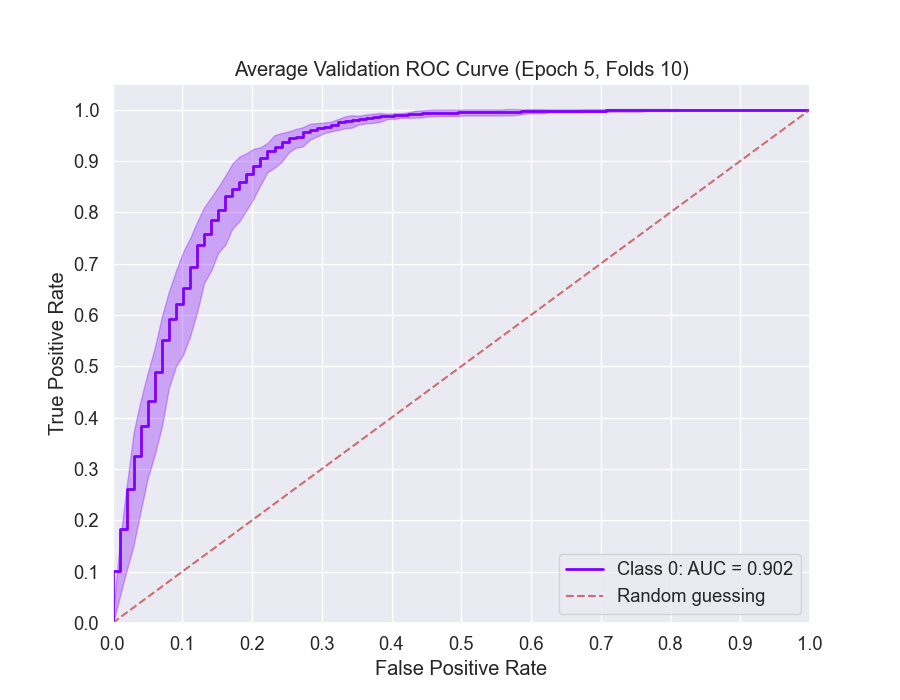 Average Validation ROC Curve (Epoch 5, Folds 10)
True Positive Rate
1.0
0.9
0.8
0.7
0.6
0.5
0.4
0.3
0.2
0.1
0.0
Class 0: AUC = 0.902
Random guessing
0.0 0.1 0.2 0.3 0.4 0.5 0.6 0.7 0.8 0.9 1.0
False Positive Rate